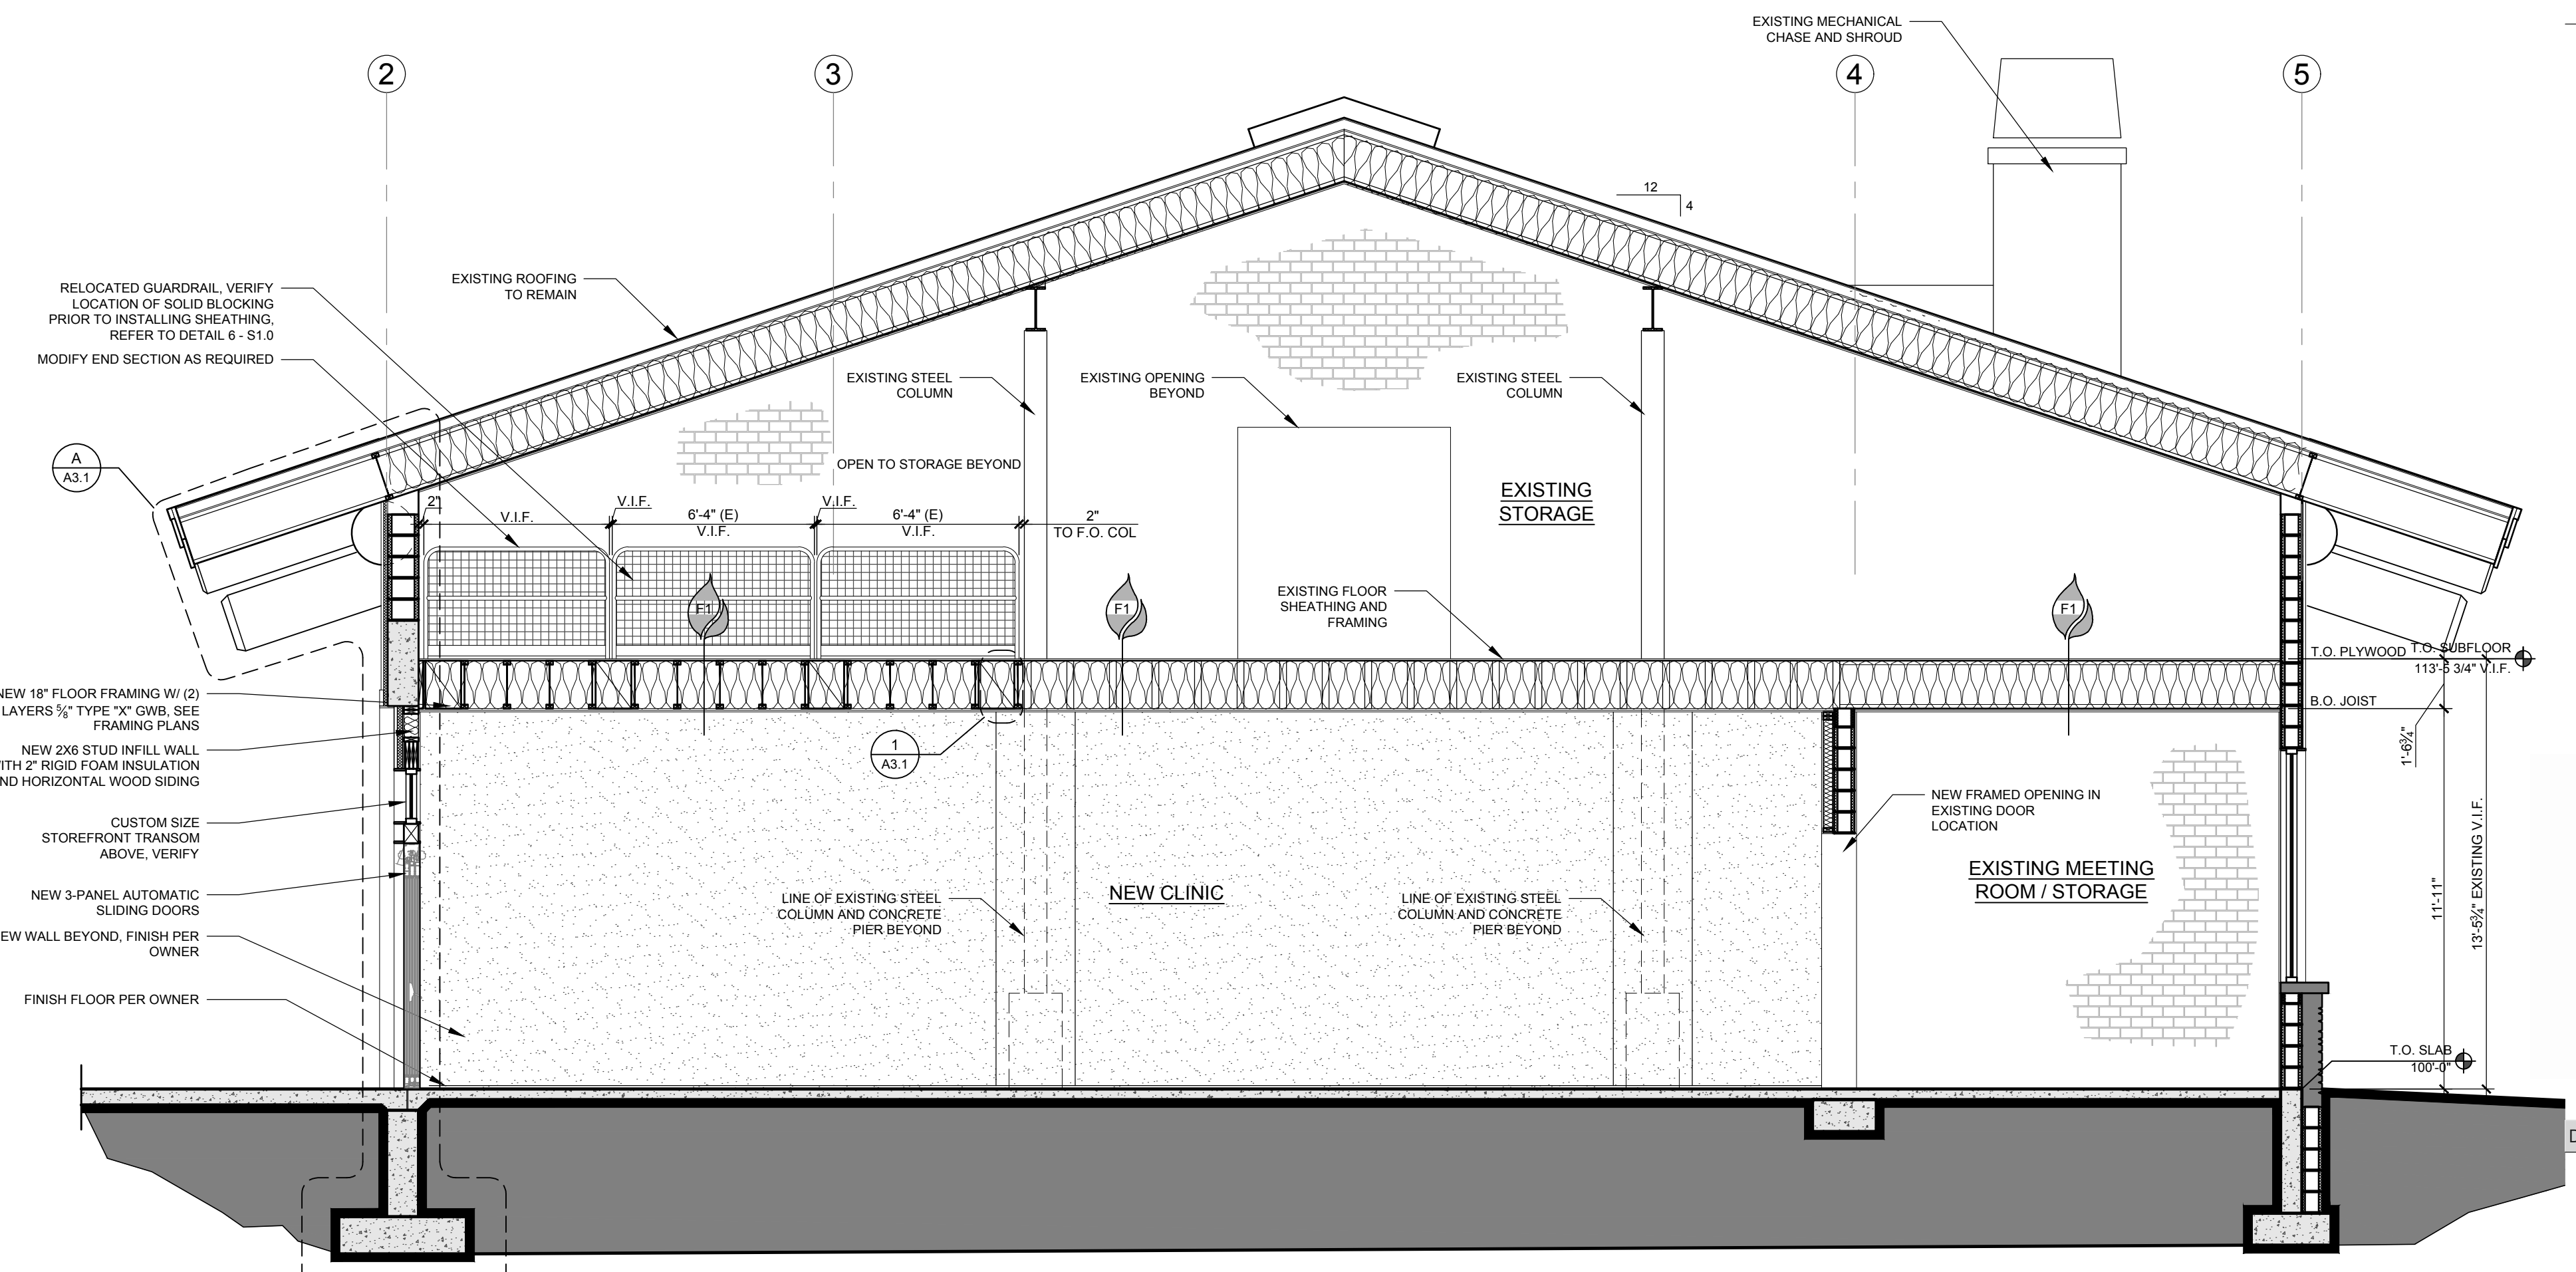 EXISTING MECHANICAL
CHASE AND SHROUD
2
3
4
5
12
4
RELOCATED GUARDRAIL, VERIFY
LOCATION OF SOLID BLOCKING
PRIOR TO INSTALLING SHEATHING,
REFER TO DETAIL 6 - S1.0
MODIFY END SECTION AS REQUIRED
EXISTING ROOFING
TO REMAIN
EXISTING STEEL
COLUMN
EXISTING OPENING
BEYOND
EXISTING STEEL
COLUMN
A
A3.1
OPEN TO STORAGE BEYOND
EXISTING
STORAGE
2"
V.I.F.
V.I.F.
6'-4" (E)
V.I.F.
V.I.F.
6'-4" (E)
V.I.F.
2"
TO F.O. COL
F1
F1
F1
EXISTING FLOOR
SHEATHING AND
FRAMING
T.O. PLYWOOD
T.O. SUBFLOOR
113'-5 3/4" V.I.F.
B.O. JOIST
1'-6¾"
11'-11"
13'-5¾" EXISTING V.I.F.
NEW 18" FLOOR FRAMING W/ (2)
LAYERS ⅝" TYPE "X" GWB, SEE
FRAMING PLANS
NEW 2X6 STUD INFILL WALL
WITH 2" RIGID FOAM INSULATION
AND HORIZONTAL WOOD SIDING
CUSTOM SIZE
STOREFRONT TRANSOM
ABOVE, VERIFY
NEW 3-PANEL AUTOMATIC
SLIDING DOORS
EW WALL BEYOND, FINISH PER
OWNER
FINISH FLOOR PER OWNER
1
A3.1
NEW FRAMED OPENING IN
EXISTING DOOR
LOCATION
LINE OF EXISTING STEEL
COLUMN AND CONCRETE
PIER BEYOND
NEW CLINIC
LINE OF EXISTING STEEL
COLUMN AND CONCRETE
PIER BEYOND
EXISTING MEETING
ROOM / STORAGE
T.O. SLAB
100'-0"